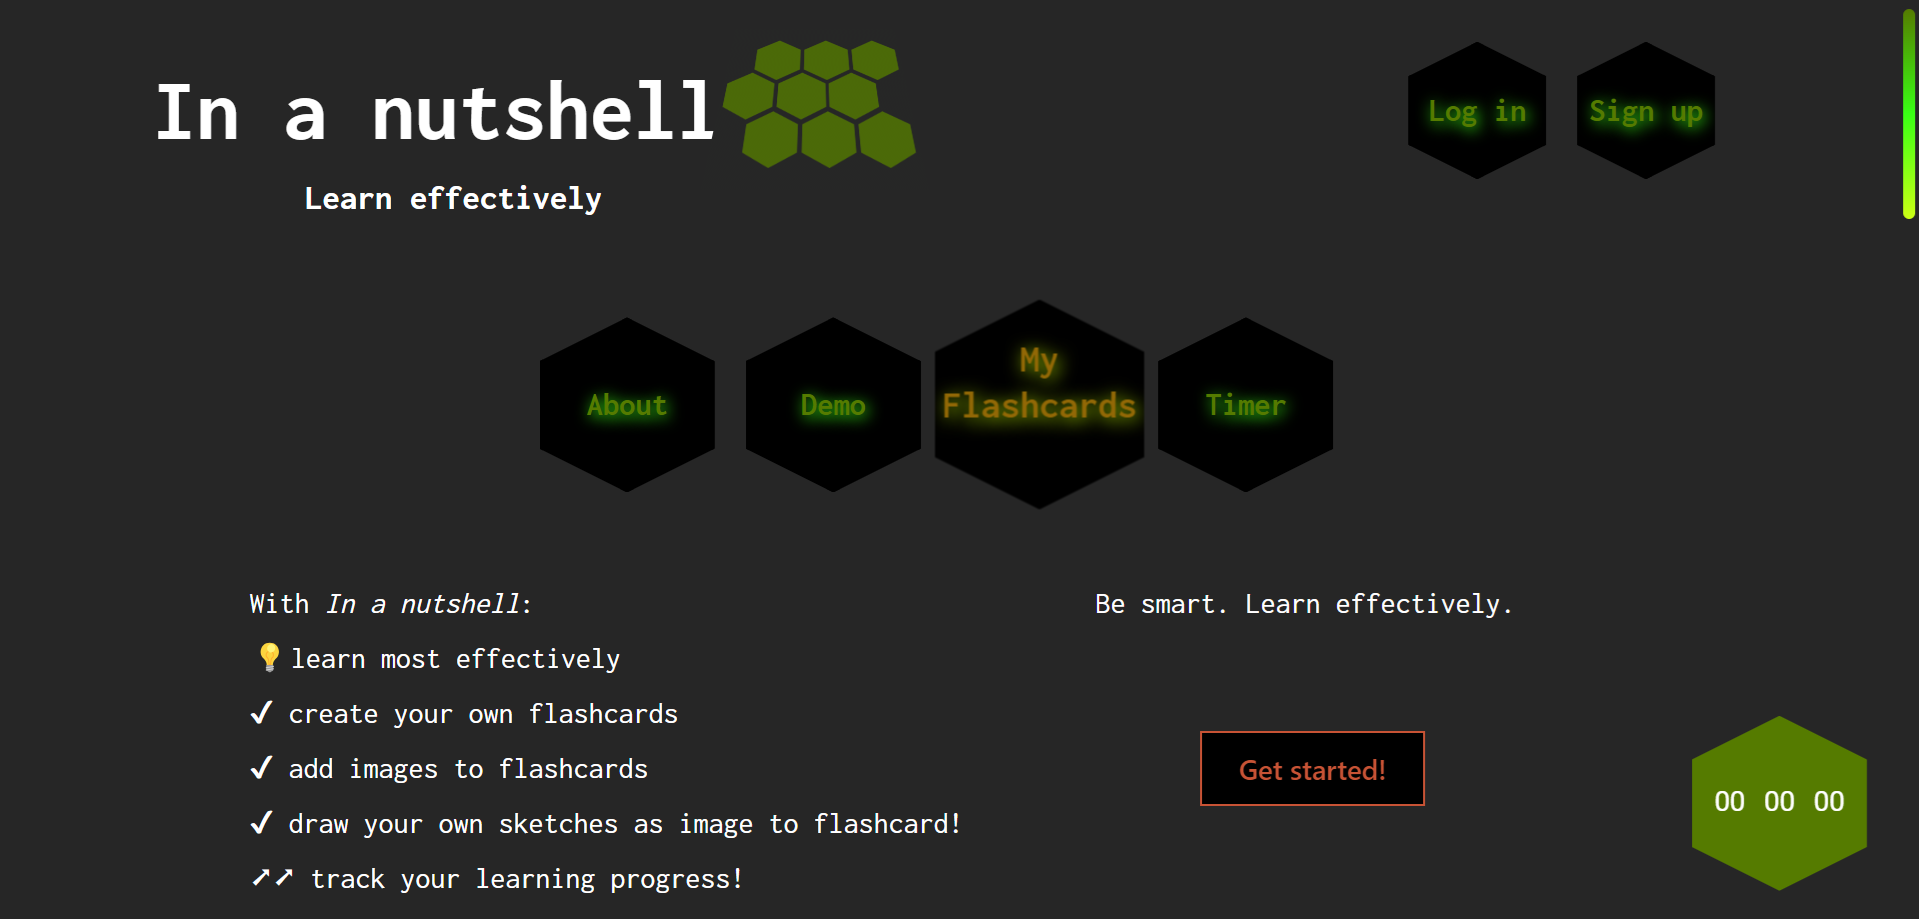 In a nutshell
Learn effectively
Log in
Sign up
About
Demo
My
Flashcards
Timer
With In a nutshell:
💡 learn most effectively
✔ create your own flashcards
✔ add images to flashcards
✔ draw your own sketches as image to flashcard!
➚➚ track your learning progress!
Be smart. Learn effectively.
Get started!
00 00 00